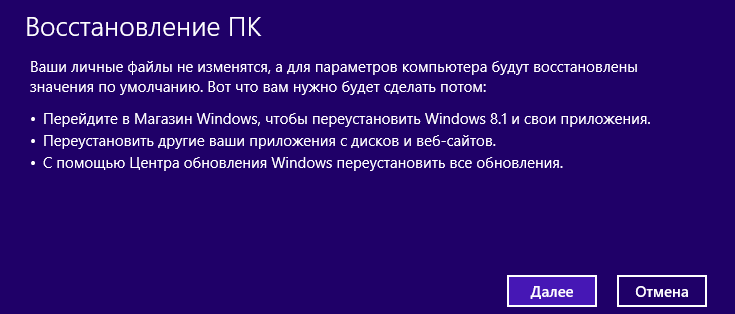 Восстановление ПК
Ваши личные файлы не изменятся, а для параметров компьютера будут восстановлены
значения по умолчанию. Вот что вам нужно будет сделать потом:
• Перейдите в Магазин Windows, чтобы переустановить Windows 8.1 и свои приложения.
• Переустановить другие ваши приложения с дисков и веб-сайтов.
• С помощью Центра обновления Windows переустановить все обновления.
Далее
Отмена